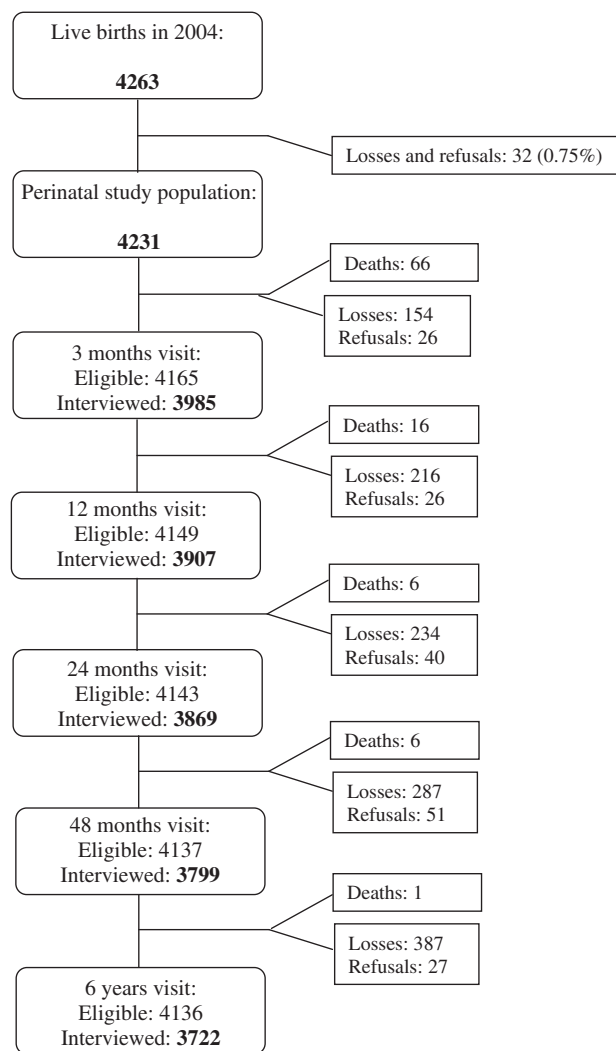 Live births in 2004:
4263
Losses and refusals: 32 (0.75%)
Perinatal study population:
4231
Deaths: 66
Losses: 154
Refusals: 26
3 months visit:
Eligible: 4165
Interviewed: 3985
Deaths: 16
Losses: 216
Refusals: 26
12 months visit:
Eligible: 4149
Interviewed: 3907
Deaths: 6
Losses: 234
Refusals: 40
24 months visit:
Eligible: 4143
Interviewed: 3869
Deaths: 6
Losses: 287
Refusals: 51
48 months visit:
Eligible: 4137
Interviewed: 3799
Deaths: 1
Losses: 387
Refusals: 27
6 years visit:
Eligible: 4136
Interviewed: 3722